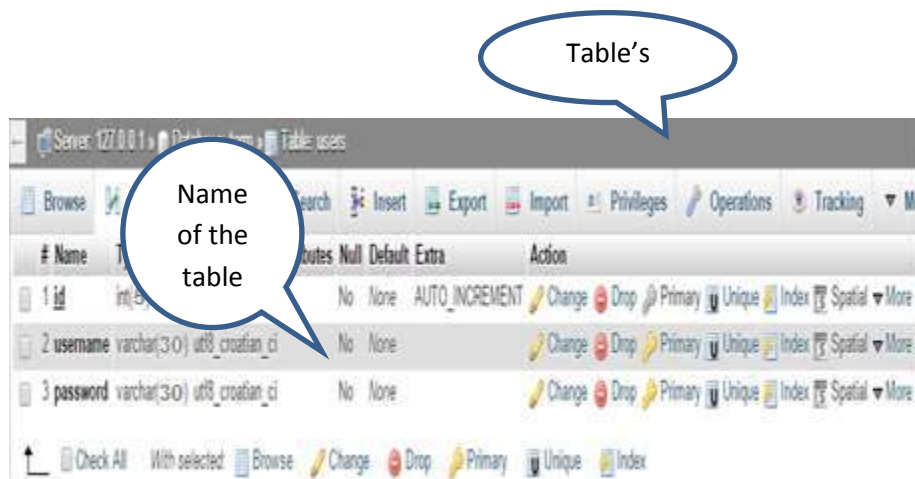 Table's
Server: 127.0.0.1 » Table: users
Name
of the
table
Browse Search Insert Export Import Privileges Operations Tracking
# Name Null Default Extra Action
1 id No None AUTO_INCREMENT Change Drop Primary Unique Index Spatial More
2 username varchar(30) utf8_croatian_ci No None Change Drop Primary Unique Index Spatial More
3 password varchar(30) utf8_croatian_ci No None Change Drop Primary Unique Index Spatial More
Check All With selected: Browse Change Drop Primary Unique Index